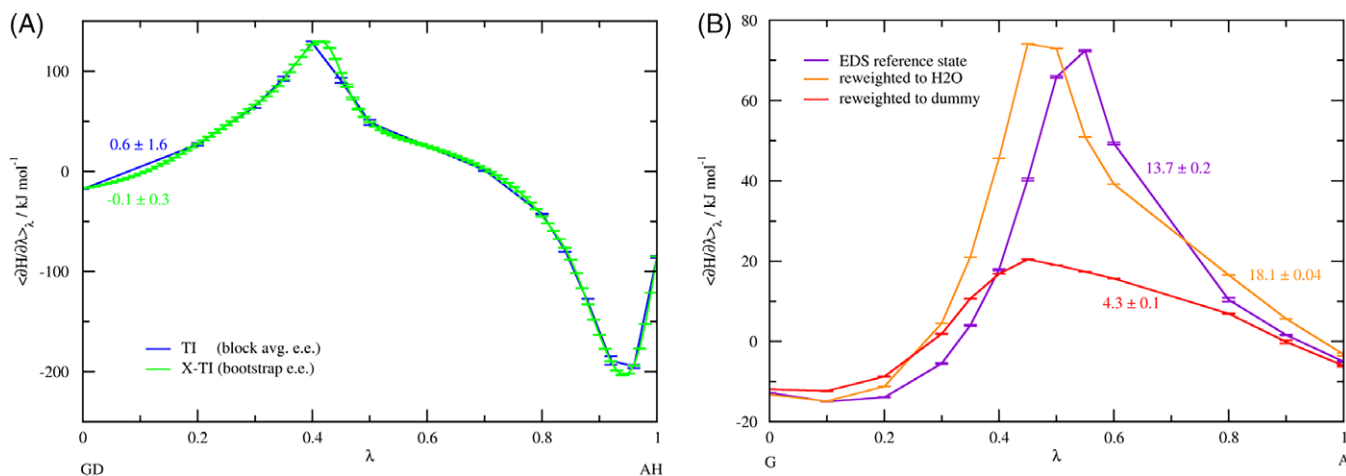 (A)
100
0
-100
-200
<∂H/∂λ>λ / kJ mol-1
0.6 ± 1.6
-0.1 ± 0.3
TI (block avg. e.e.)
X-TI (bootstrap e.e.)
0 0.2 0.4 0.6 0.8 1
GD λ AH
(B)
80
60
40
20
0
-20
<∂H/∂λ>λ / kJ mol-1
EDS reference state
reweighted to H2O
reweighted to dummy
13.7 ± 0.2
18.1 ± 0.04
4.3 ± 0.1
0 0.2 0.4 0.6 0.8 1
G λ A